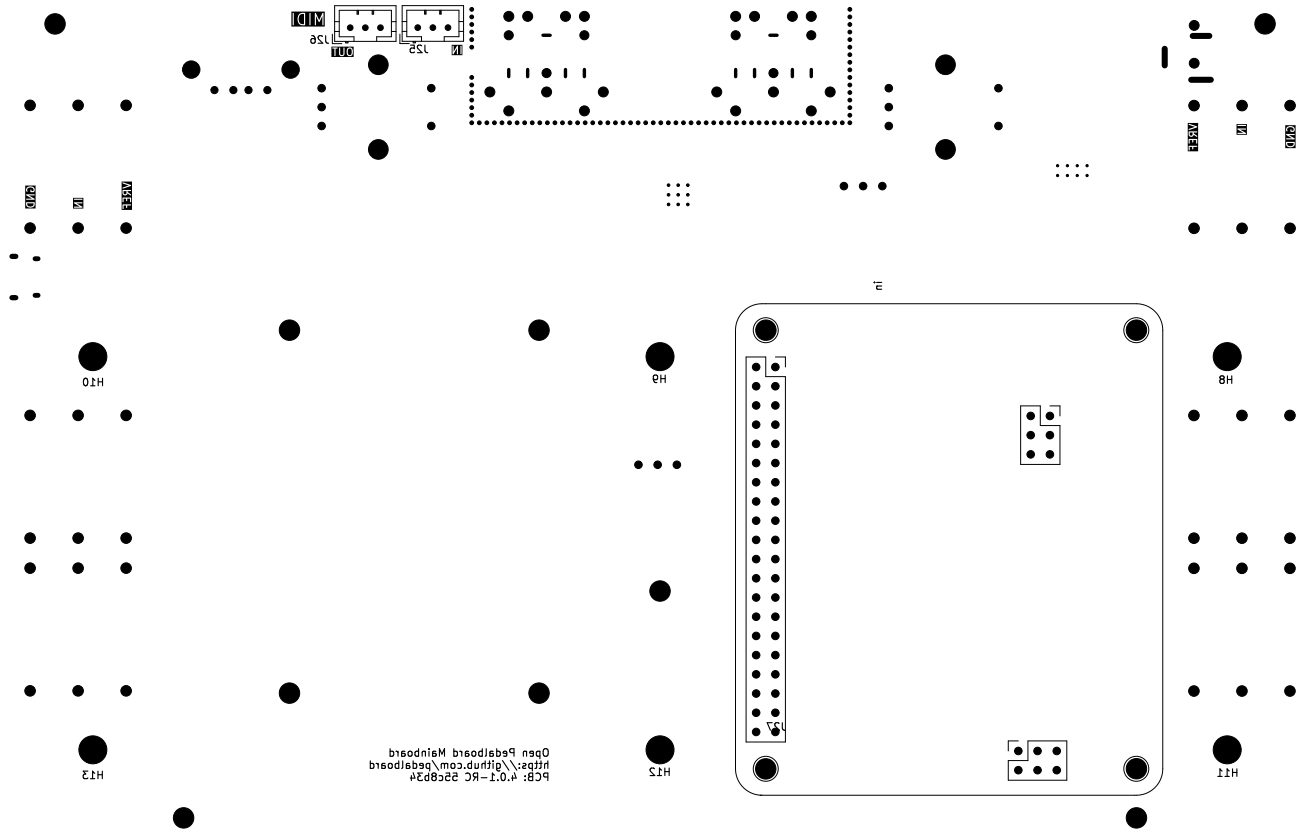 MIDI
J26
OUT
J25
IN
VREF
IN
GND
GND
IN
VREF
H10
H9
H8
J27
Open Pedalboard Mainboard
https://github.com/pedalboard
PCB: 4.0.1-RC 55c8b34
H13
H12
H11